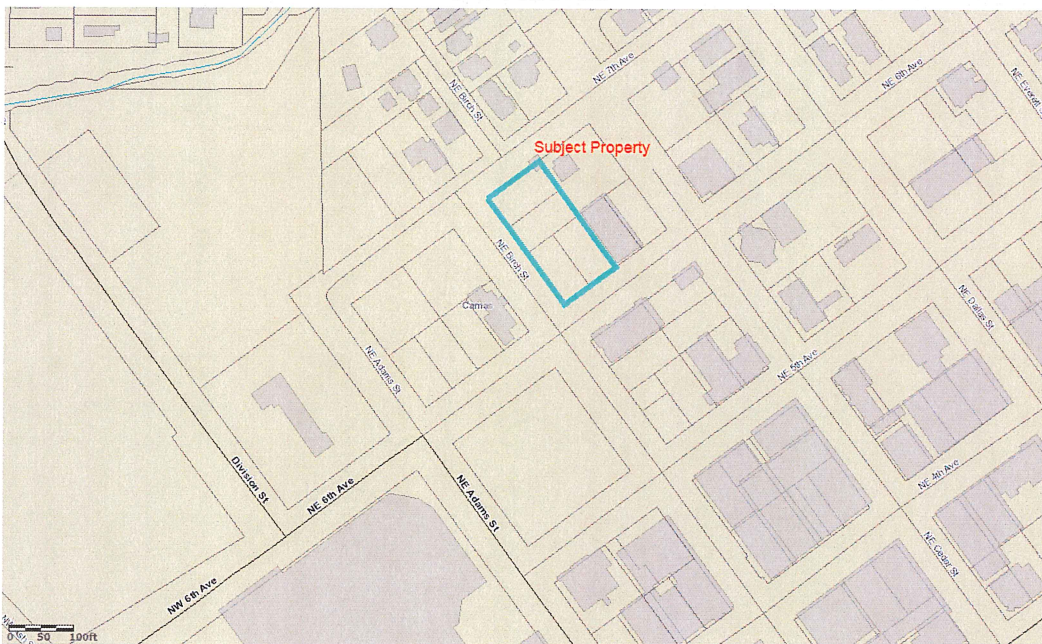 NE 7th Ave
NE 6th Ave
NE Birch St
NE Everett
Subject Property
NE Birch St
Camas
NE Dallas St
NE Adams St
NE 5th Ave
Division St
NE 6th Ave
NE Adams St
NE 4th Ave
NE Cedar St
NW 6th Ave
0 50 100ft